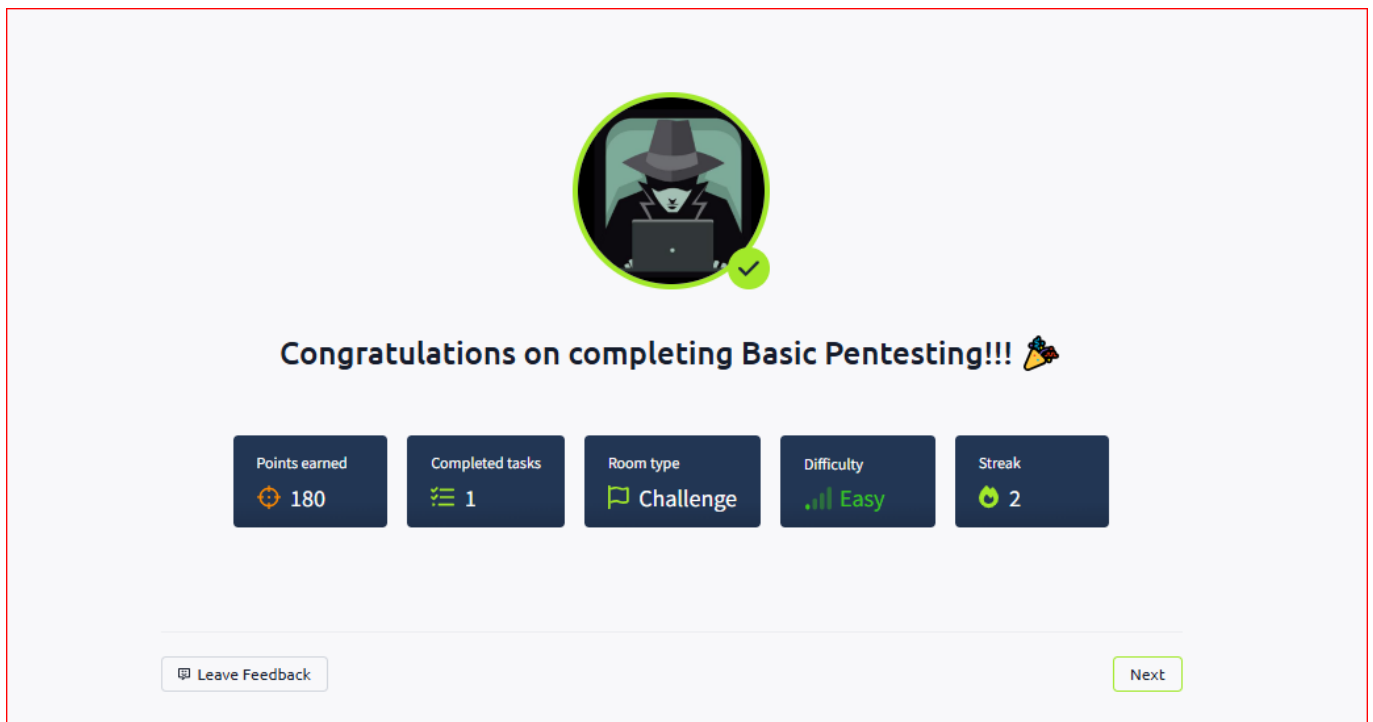 Congratulations on completing Basic Pentesting!!! 🎉
Points earned
180
Completed tasks
1
Room type
Challenge
Difficulty
Easy
Streak
2
Leave Feedback
Next